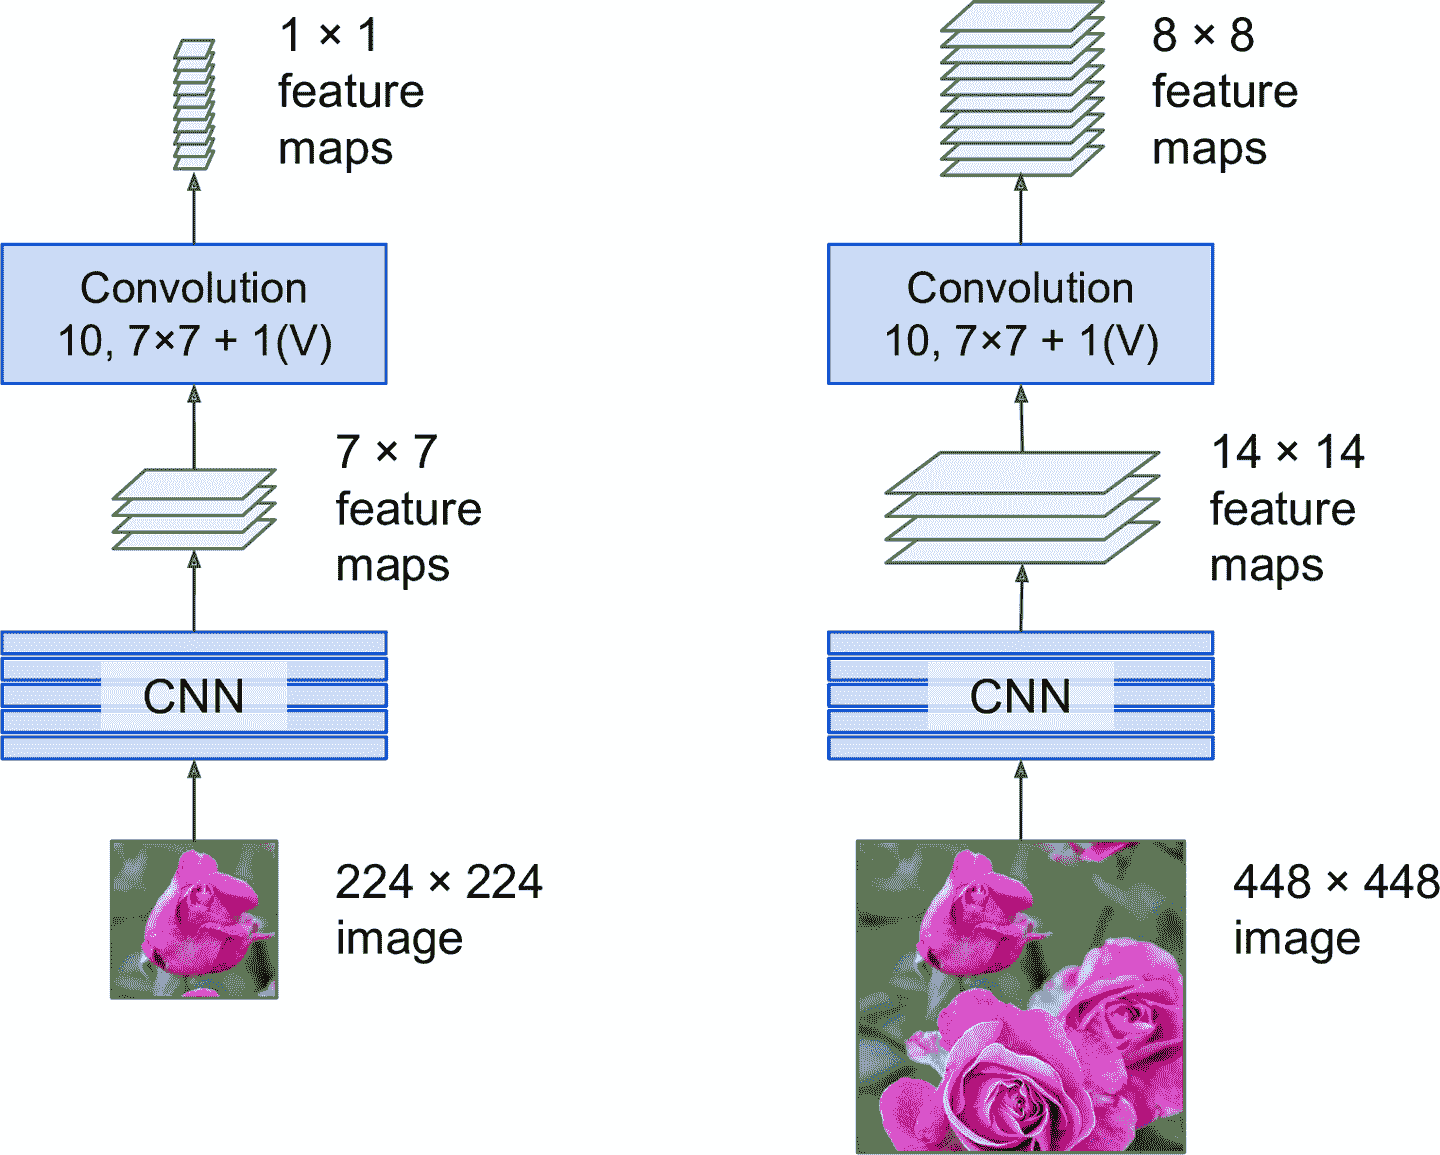 1 × 1
feature
maps
Convolution
10, 7×7 + 1(V)
7 × 7
feature
maps
CNN
224 × 224
image
8 × 8
feature
maps
Convolution
10, 7×7 + 1(V)
14 × 14
feature
maps
CNN
448 × 448
image